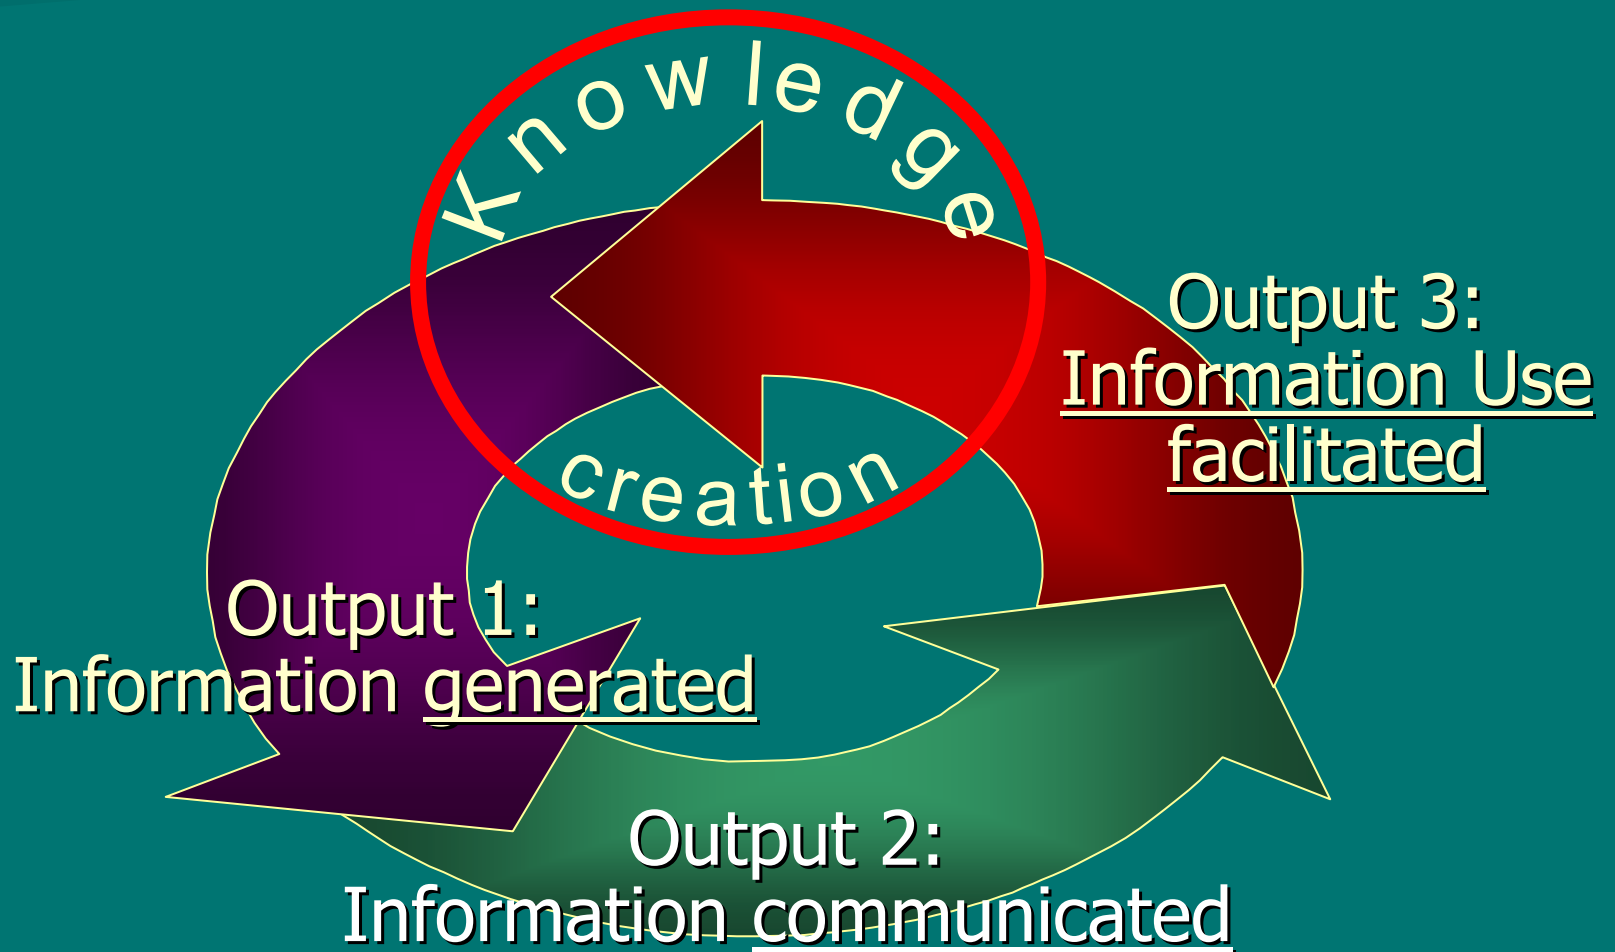 Knowledge
creation
Output 3:
Information Use
facilitated
Output 1:
Information generated
Output 2:
Information communicated